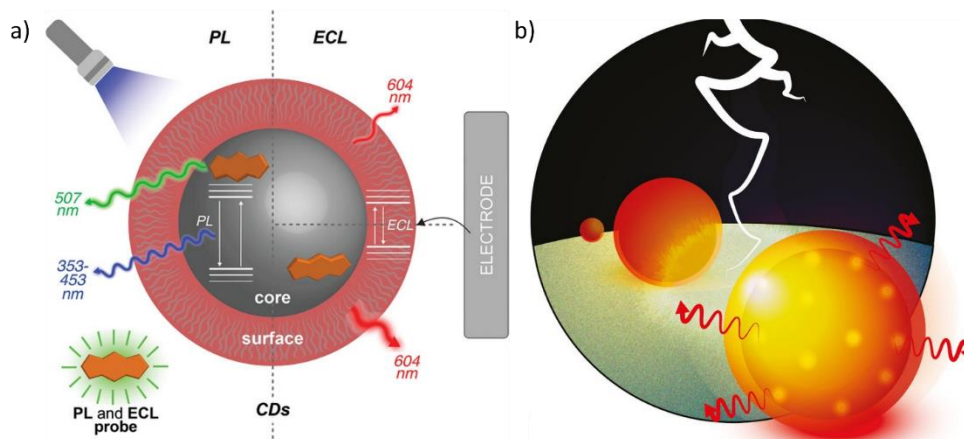 a)
PL
ECL
b)
604
nm
507
nm
PL
ECL
ELECTRODE
353-
453
nm
core
surface
604
nm
PL and ECL
probe
CDs